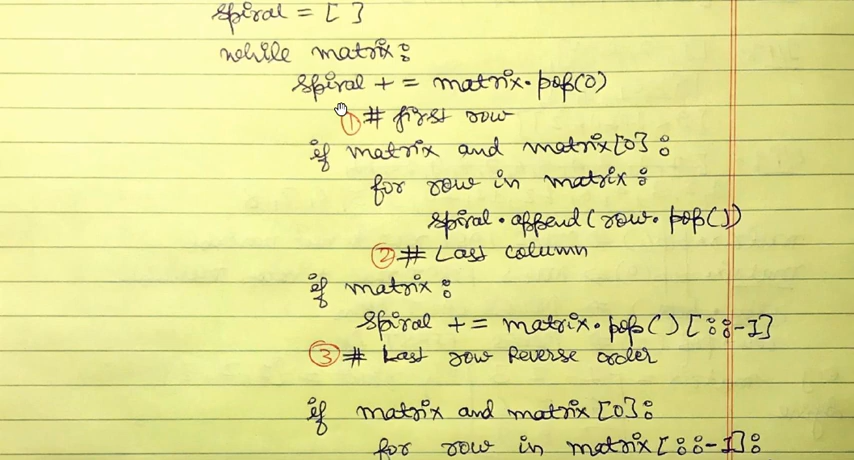 spiral = [ ]
while matrix:
spiral += matrix.pop(0)
① # first row
if matrix and matrix[0]:
for row in matrix:
spiral.append(row.pop())
② # Last column
if matrix:
spiral += matrix.pop()[::-1]
③ # Last row Reverse order
if matrix and matrix[0]:
for row in matrix[::-1]: